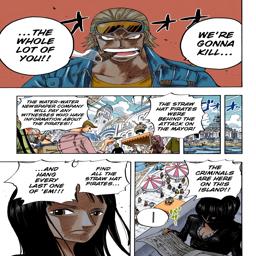 WE'RE
GONNA
KILL...
...THE
WHOLE
LOT OF
YOU!!
THE STRAW
HAT PIRATES
WERE
BEHIND THE
ATTACK ON
THE MAYOR!
THE WATER-WATER
NEWSPAPER COMPANY
WILL PAY ANY
WITNESSES WHO HAVE
INFORMATION ABOUT
THE PIRATES!!
THE
CRIMINALS
ARE HERE
ON THIS
ISLAND!!
FIND
ALL THE
STRAW HAT
PIRATES...
...AND
HANG
EVERY
LAST ONE
OF 'EM!!